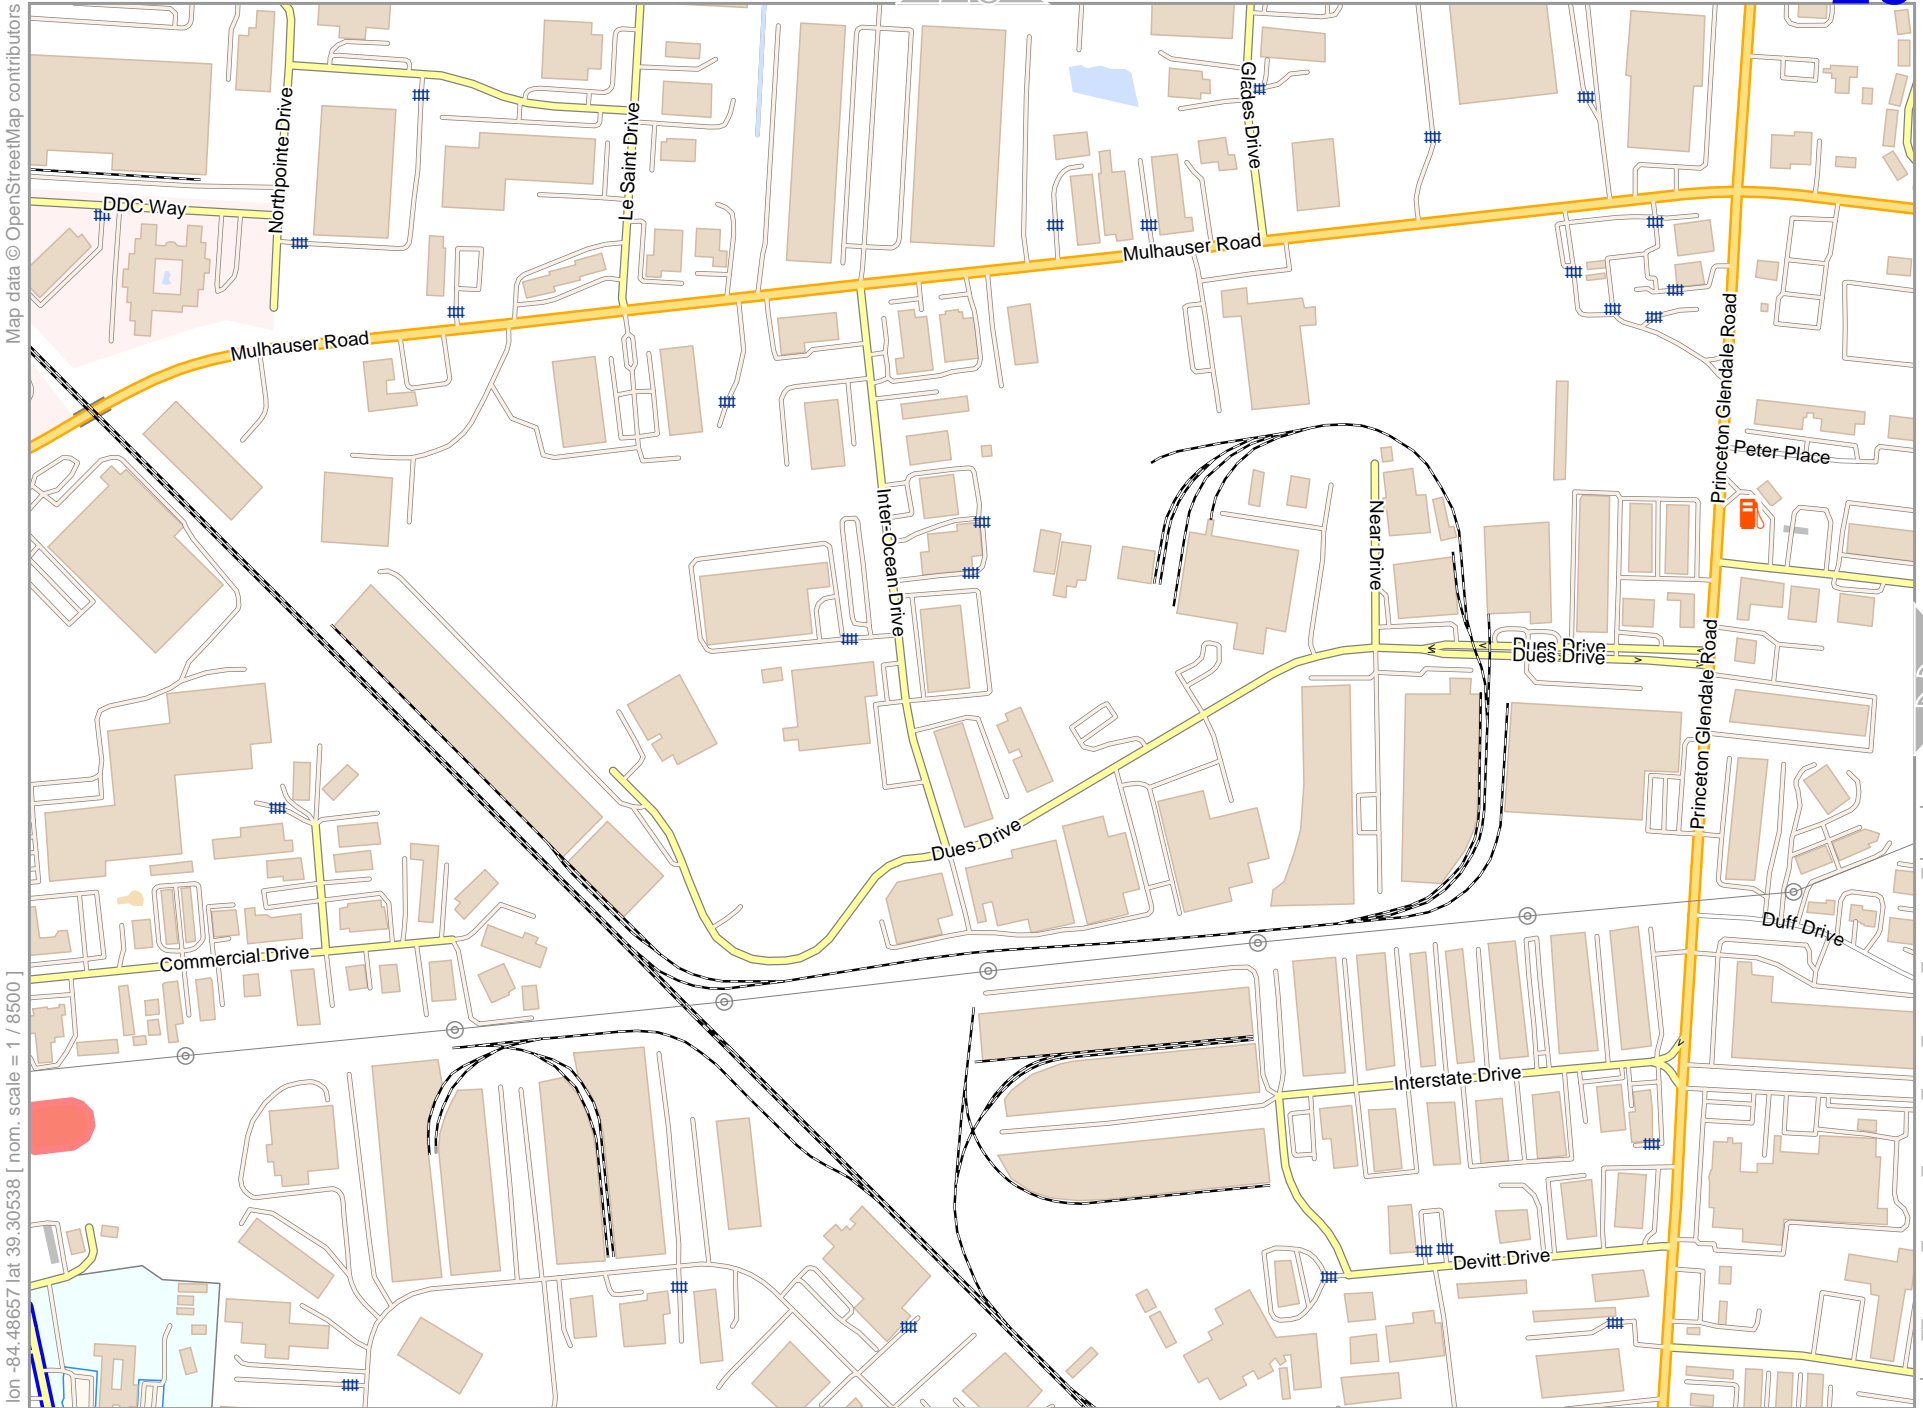 Map data © OpenStreetMap contributors
lon -84.48657 lat 39.30538 [ nom. scale = 1 / 8500 ]
Northpointe Drive
Le Saint Drive
Glades Drive
DDC Way
Mulhauser Road
Mulhauser Road
Princeton Glendale Road
Peter Place
Inter-Ocean Drive
Near Drive
Princeton Glendale Road
Dues Drive
Dues Drive
Dues Drive
Commercial Drive
Duff Drive
Interstate Drive
Devitt Drive